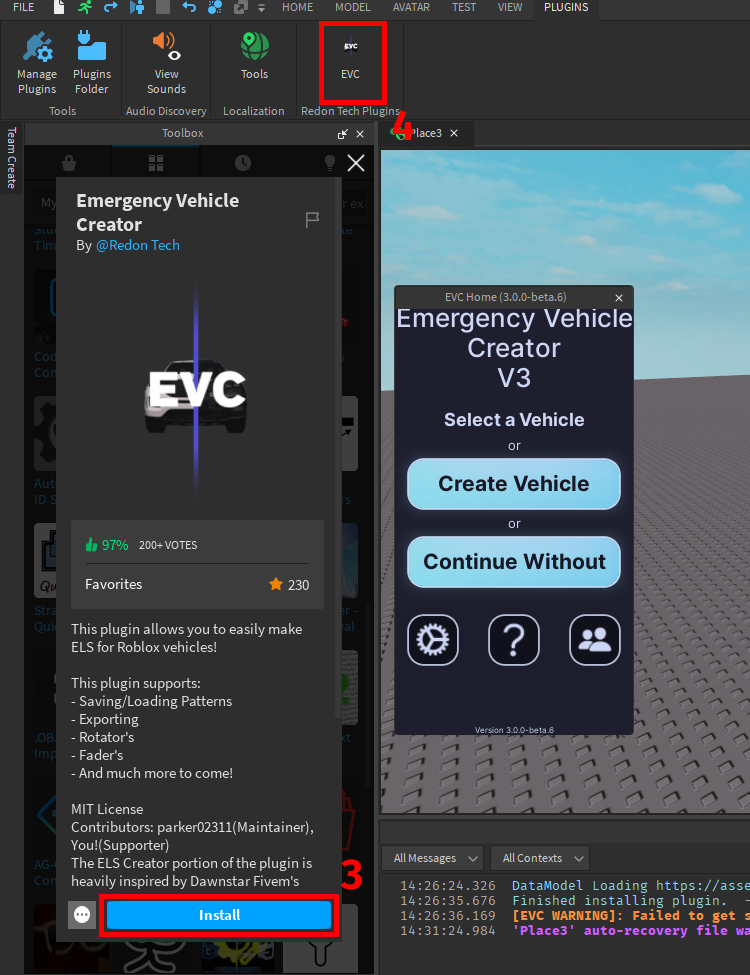 FILE
HOME
MODEL
AVATAR
TEST
VIEW
PLUGINS
Manage
Plugins
Plugins
Folder
View
Sounds
Tools
EVC
EVC
Tools
Audio Discovery
Localization
Redon Tech Plugins
4
Team Create
Toolbox
Place3
My
Emergency Vehicle
Creator
By @Redon Tech
EVC
97% 200+ VOTES
Favorites
230
This plugin allows you to easily make
ELS for Roblox vehicles!
This plugin supports:
- Saving/Loading Patterns
- Exporting
- Rotator's
- Fader's
- And much more to come!
MIT License
Contributors: parker02311(Maintainer),
You!(Supporter)
The ELS Creator portion of the plugin is
heavily inspired by Dawnstar Fivem's
3
Install
EVC Home (3.0.0-beta.6)
Emergency Vehicle
Creator
V3
Select a Vehicle
or
Create Vehicle
or
Continue Without
?
Version 3.0.0-beta.6
All Messages
All Contexts
14:26:24.326 DataModel Loading https://asse
14:26:35.676 Finished installing plugin. -
14:26:36.169 [EVC WARNING]: Failed to get s
14:31:24.984 'Place3' auto-recovery file wa